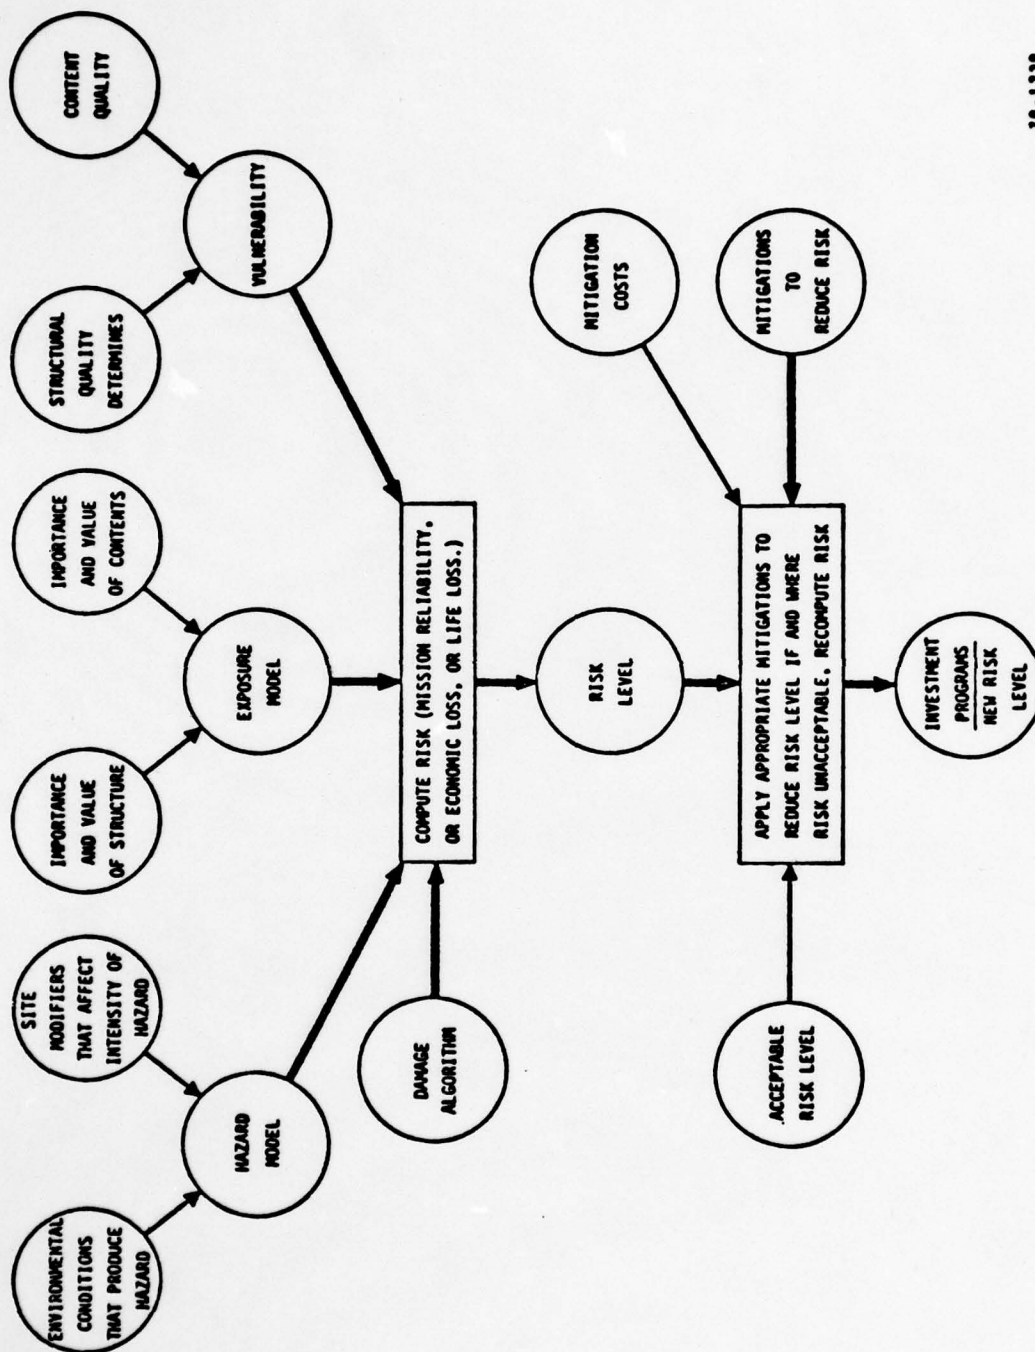 ENVIRONMENTAL
CONDITIONS
THAT PRODUCE
HAZARD
SITE
MODIFIERS
THAT AFFECT
INTENSITY OF
HAZARD
IMPORTANCE
AND VALUE
OF STRUCTURE
IMPORTANCE
AND VALUE
OF CONTENTS
STRUCTURAL
QUALITY
DETERMINES
CONTENT
QUALITY
HAZARD
MODEL
EXPOSURE
MODEL
VULNERABILITY
DAMAGE
ALGORITHM
COMPUTE RISK (MISSION RELIABILITY,
OR ECONOMIC LOSS, OR LIFE LOSS.)
RISK
LEVEL
MITIGATION
COSTS
ACCEPTABLE
RISK LEVEL
APPLY APPROPRIATE MITIGATIONS TO
REDUCE RISK LEVEL IF AND WHERE
RISK UNACCEPTABLE, RECOMPUTE RISK
MITIGATIONS
TO
REDUCE RISK
INVESTMENT
PROGRAMS
NEW RISK
LEVEL